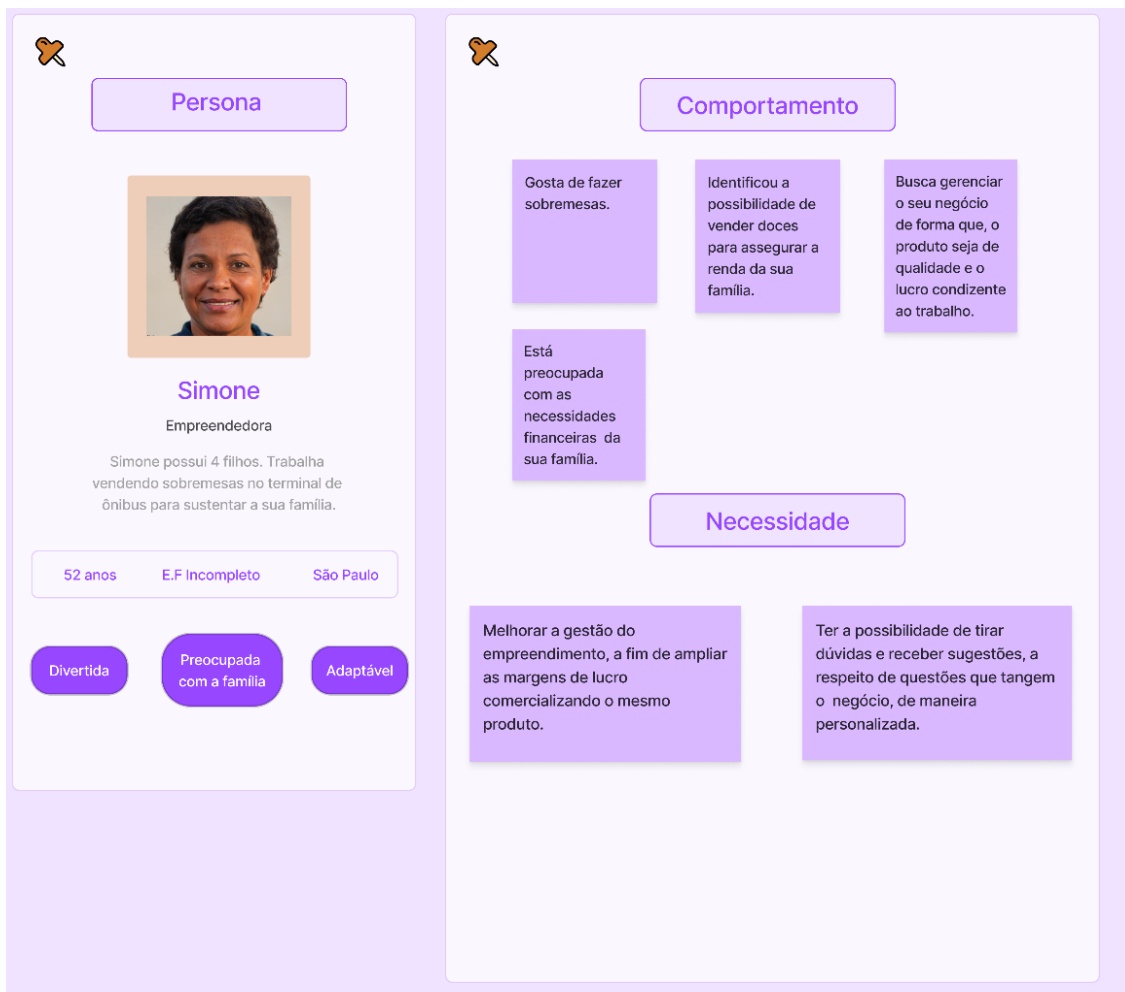 Persona
Simone
Empreendedora
Simone possui 4 filhos. Trabalha
vendendo sobremesas no terminal de
ônibus para sustentar a sua família.
52 anos E.F Incompleto São Paulo
Divertida
Preocupada
com a família
Adaptável
Comportamento
Gosta de fazer
sobremesas.
Identificou a
possibilidade de
vender doces
para assegurar a
renda da sua
família.
Busca gerenciar
o seu negócio
de forma que, o
produto seja de
qualidade e o
lucro condizente
ao trabalho.
Está
preocupada
com as
necessidades
financeiras  da
sua família.
Necessidade
Melhorar a gestão do
empreendimento, a fim de ampliar
as margens de lucro
comercializando o mesmo
produto.
Ter a possibilidade de tirar
dúvidas e receber sugestões, a
respeito de questões que tangem
o  negócio, de maneira
personalizada.